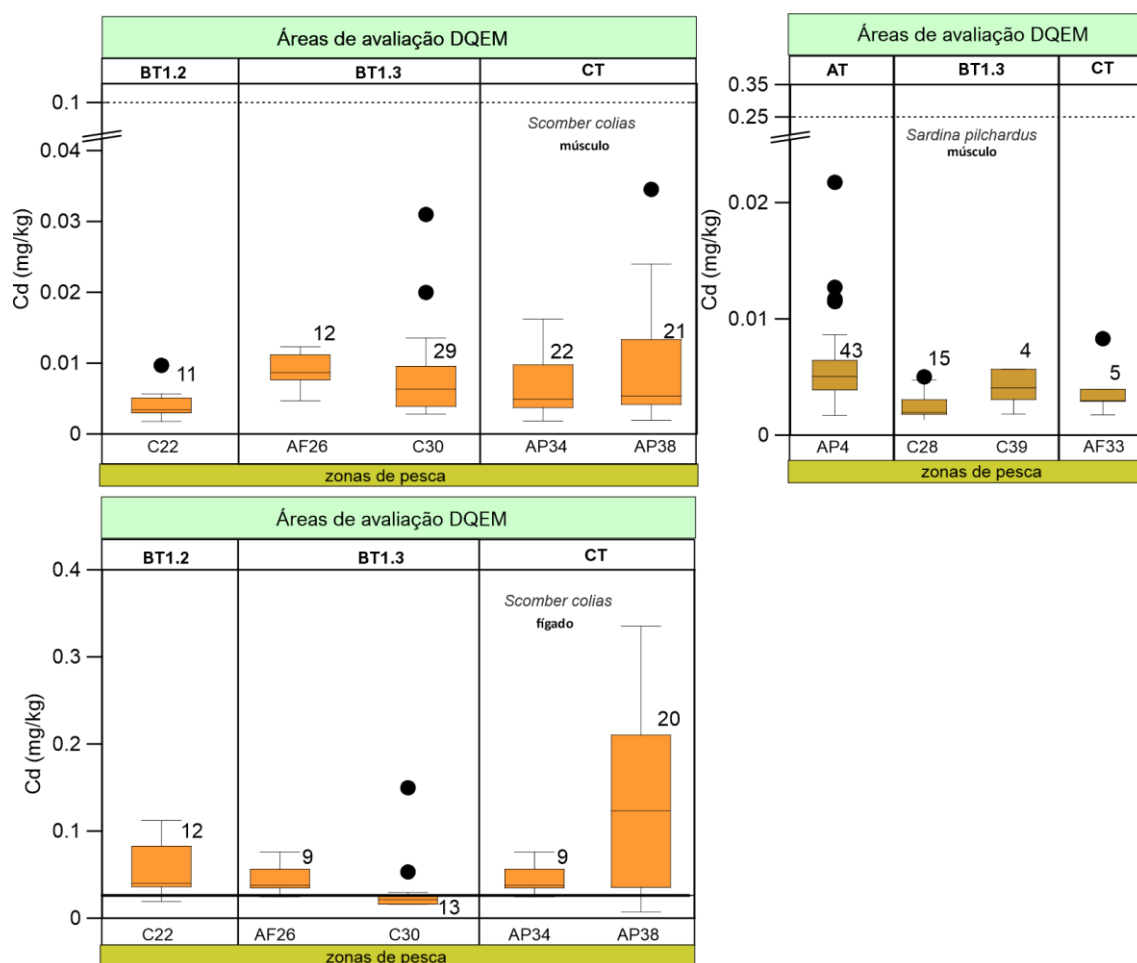 Áreas de avaliação DQEM
BT1.2 BT1.3 CT
0.1
Scomber colias
músculo
0.04
0.03
0.02
0.01
0
Cd (mg/kg)
11 12 29 22 21
C22 AF26 C30 AP34 AP38
zonas de pesca
Áreas de avaliação DQEM
AT BT1.3 CT
0.35
0.25
Sardina pilchardus
músculo
0.02
0.01
0
Cd (mg/kg)
43 15 4 5
AP4 C28 C39 AF33
zonas de pesca
Áreas de avaliação DQEM
BT1.2 BT1.3 CT
0.4
Scomber colias
fígado
0.3
0.2
0.1
0
Cd (mg/kg)
12 9 13 9 20
C22 AF26 C30 AP34 AP38
zonas de pesca